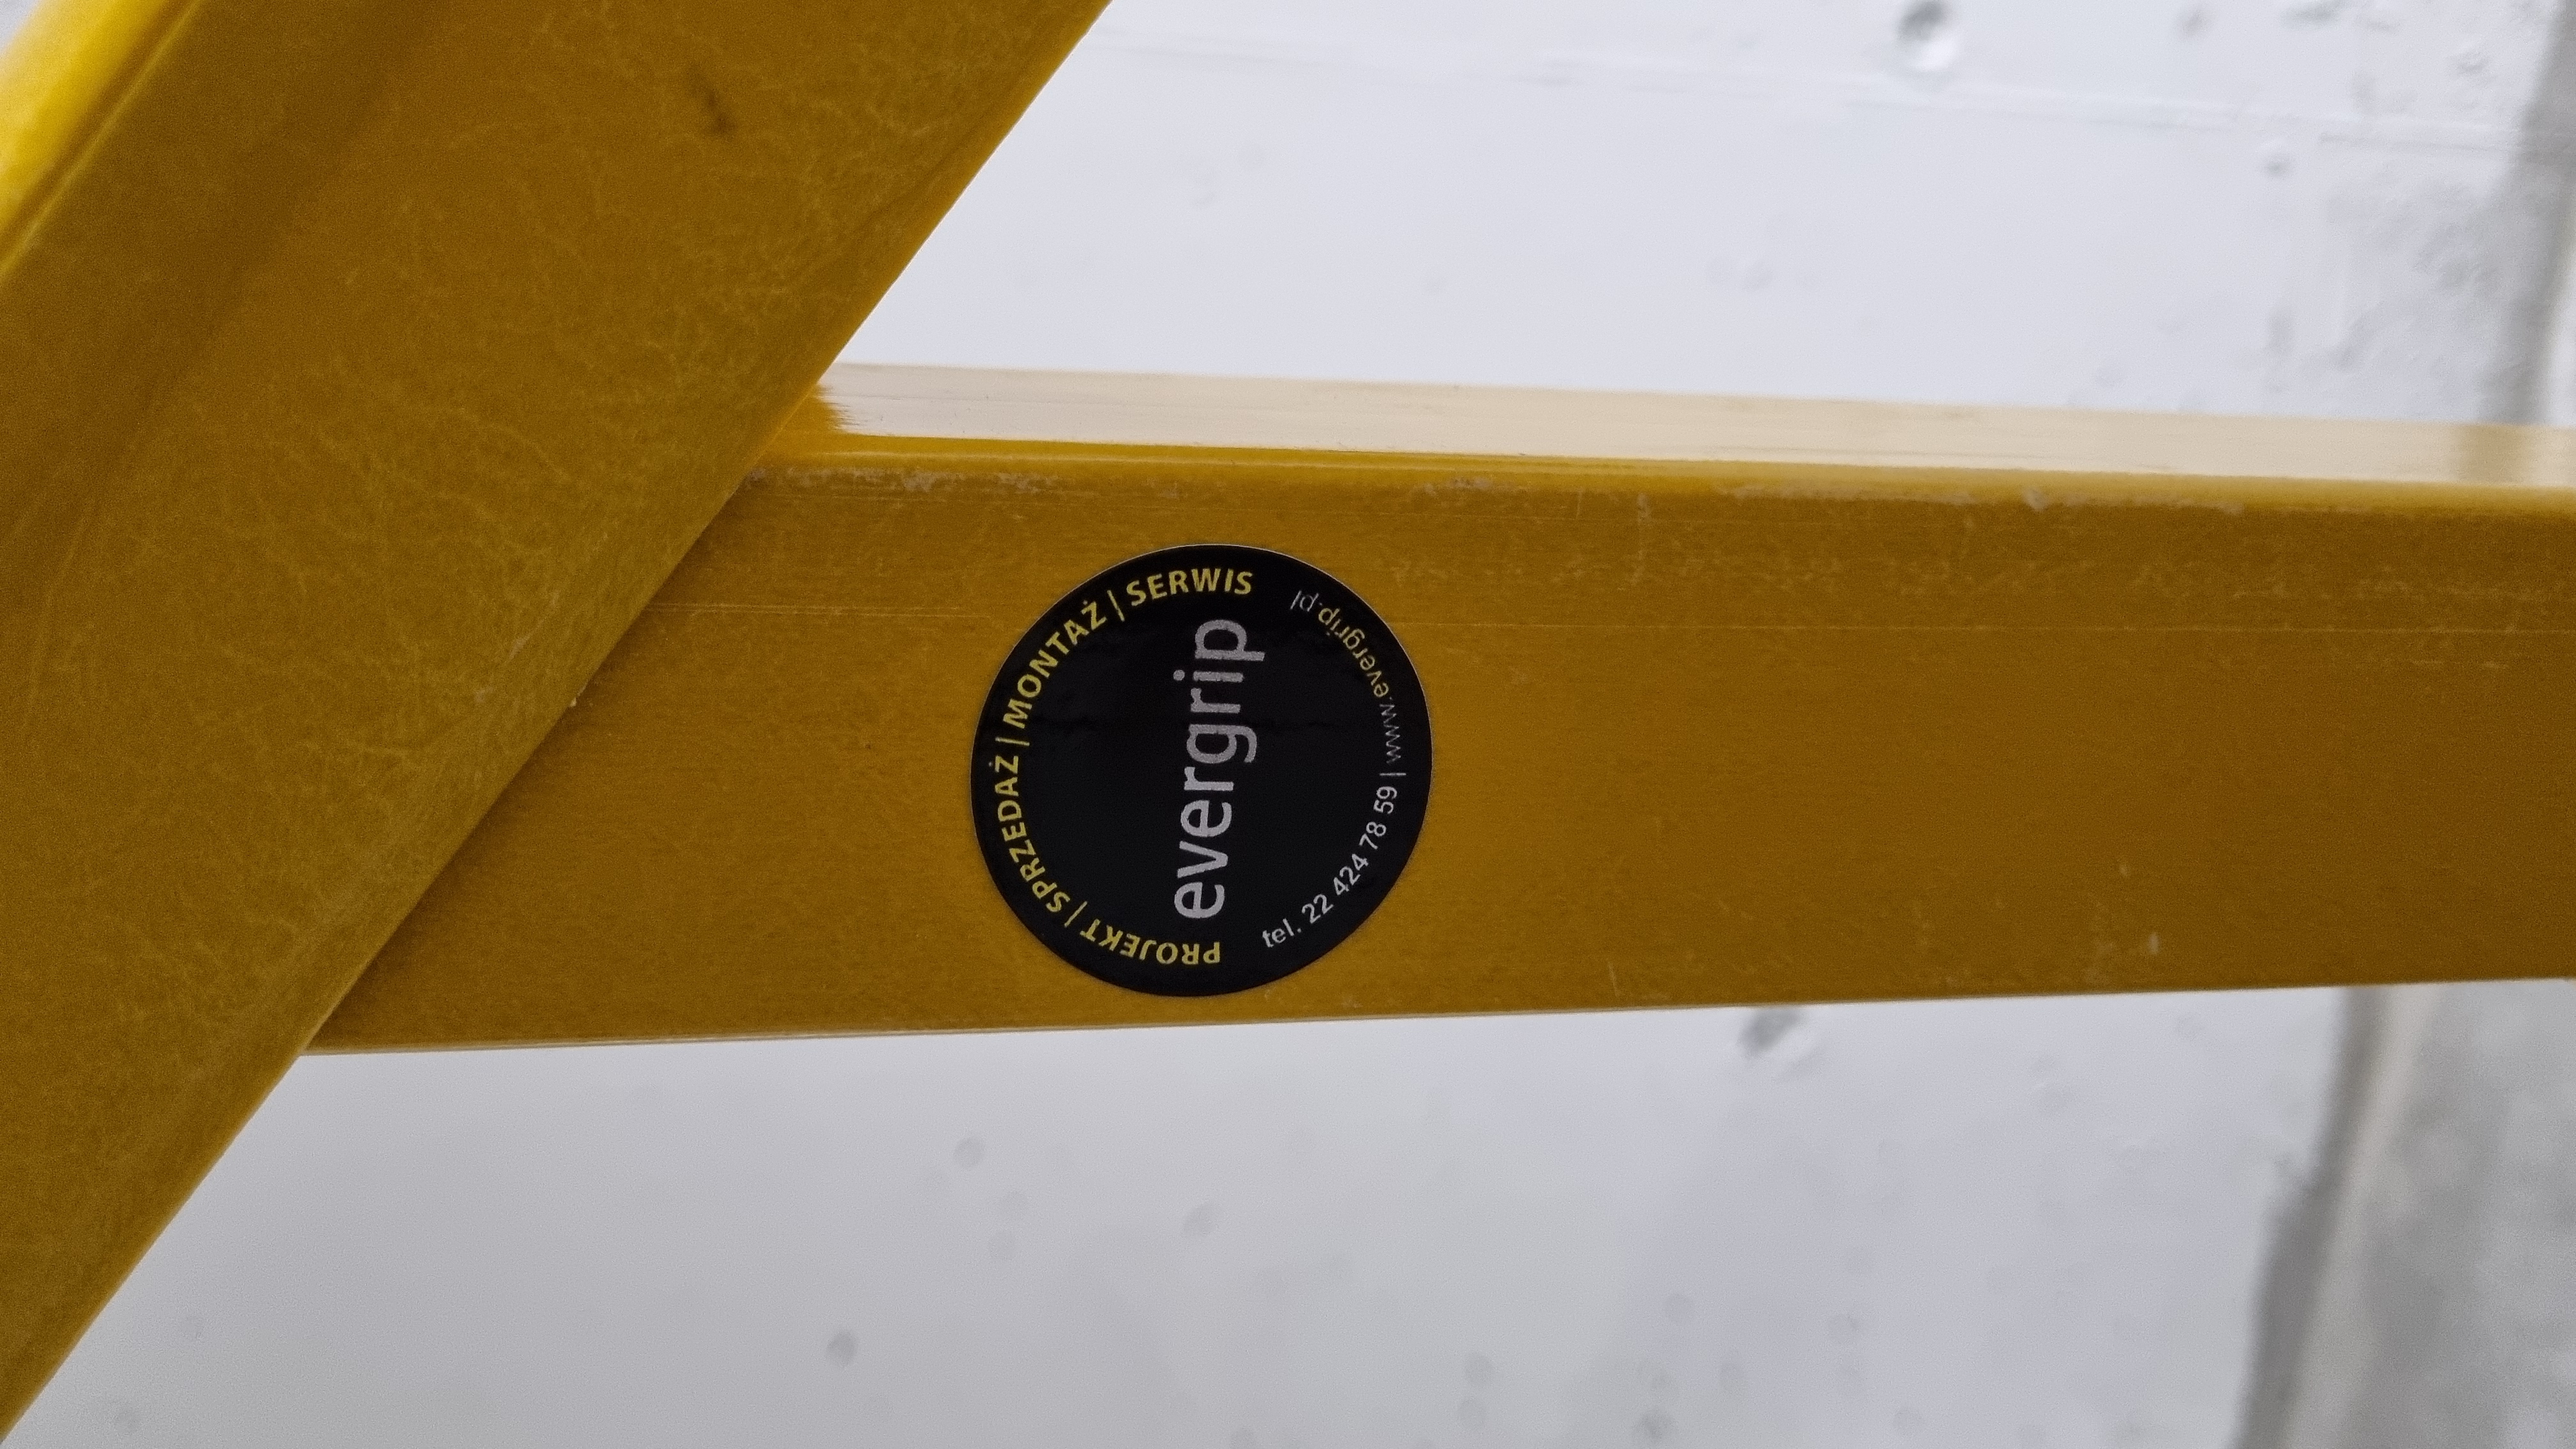 PROJEKT | SPRZEDAŻ | MONTAŻ | SERWIS
evergrip
tel. 22 424 78 59 | www.evergrip.pl